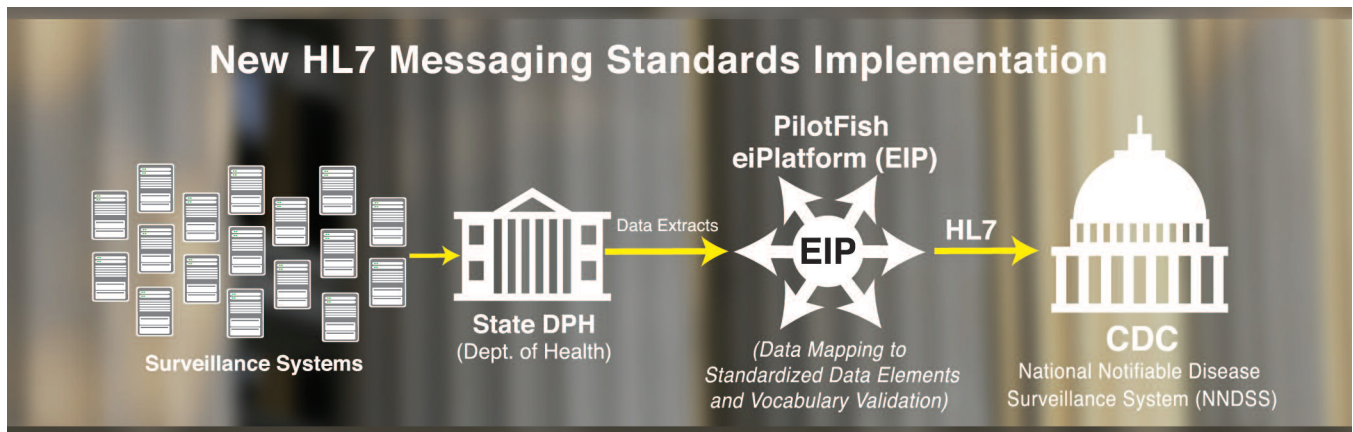 New HL7 Messaging Standards Implementation
PilotFish
eiPlatform (EIP)
Data Extracts
EIP
HL7
State DPH
(Dept. of Health)
Surveillance Systems
(Data Mapping to
Standardized Data Elements
and Vocabulary Validation)
CDC
National Notifiable Disease
Surveillance System (NNDSS)